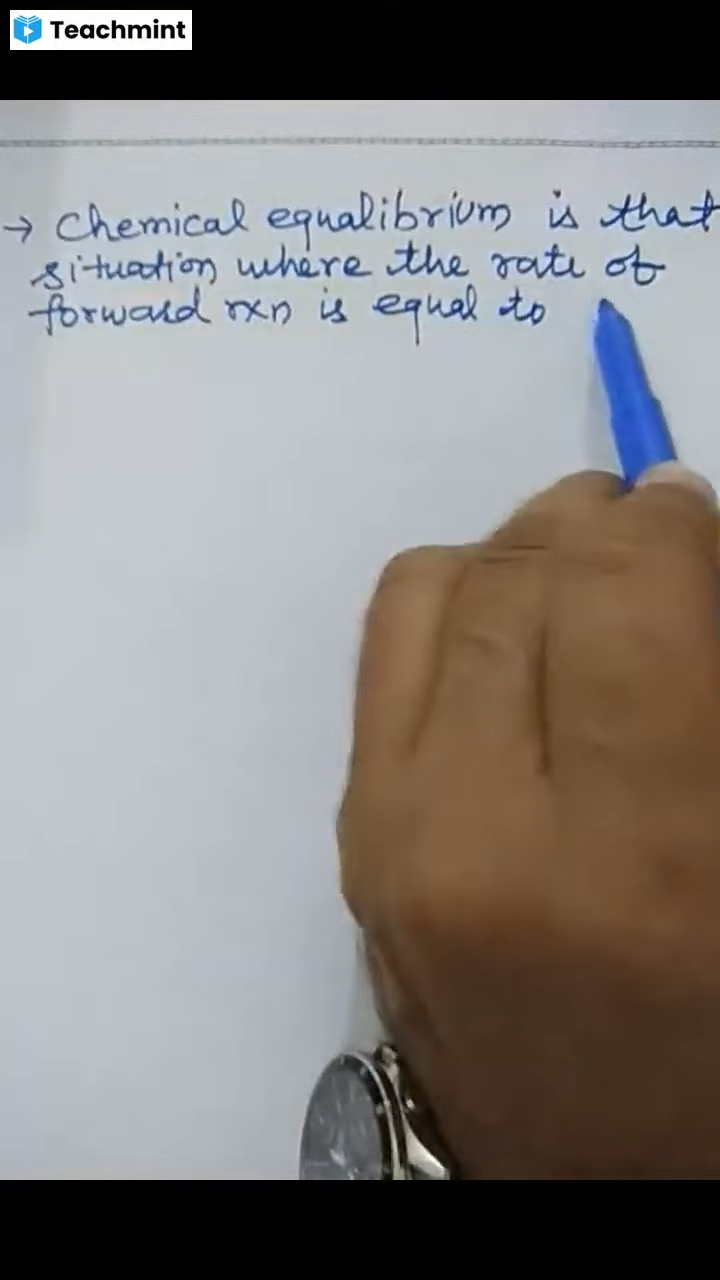 Teachmint
→ Chemical equalibrium is that
situation where the rate of
forward rxn is equal to